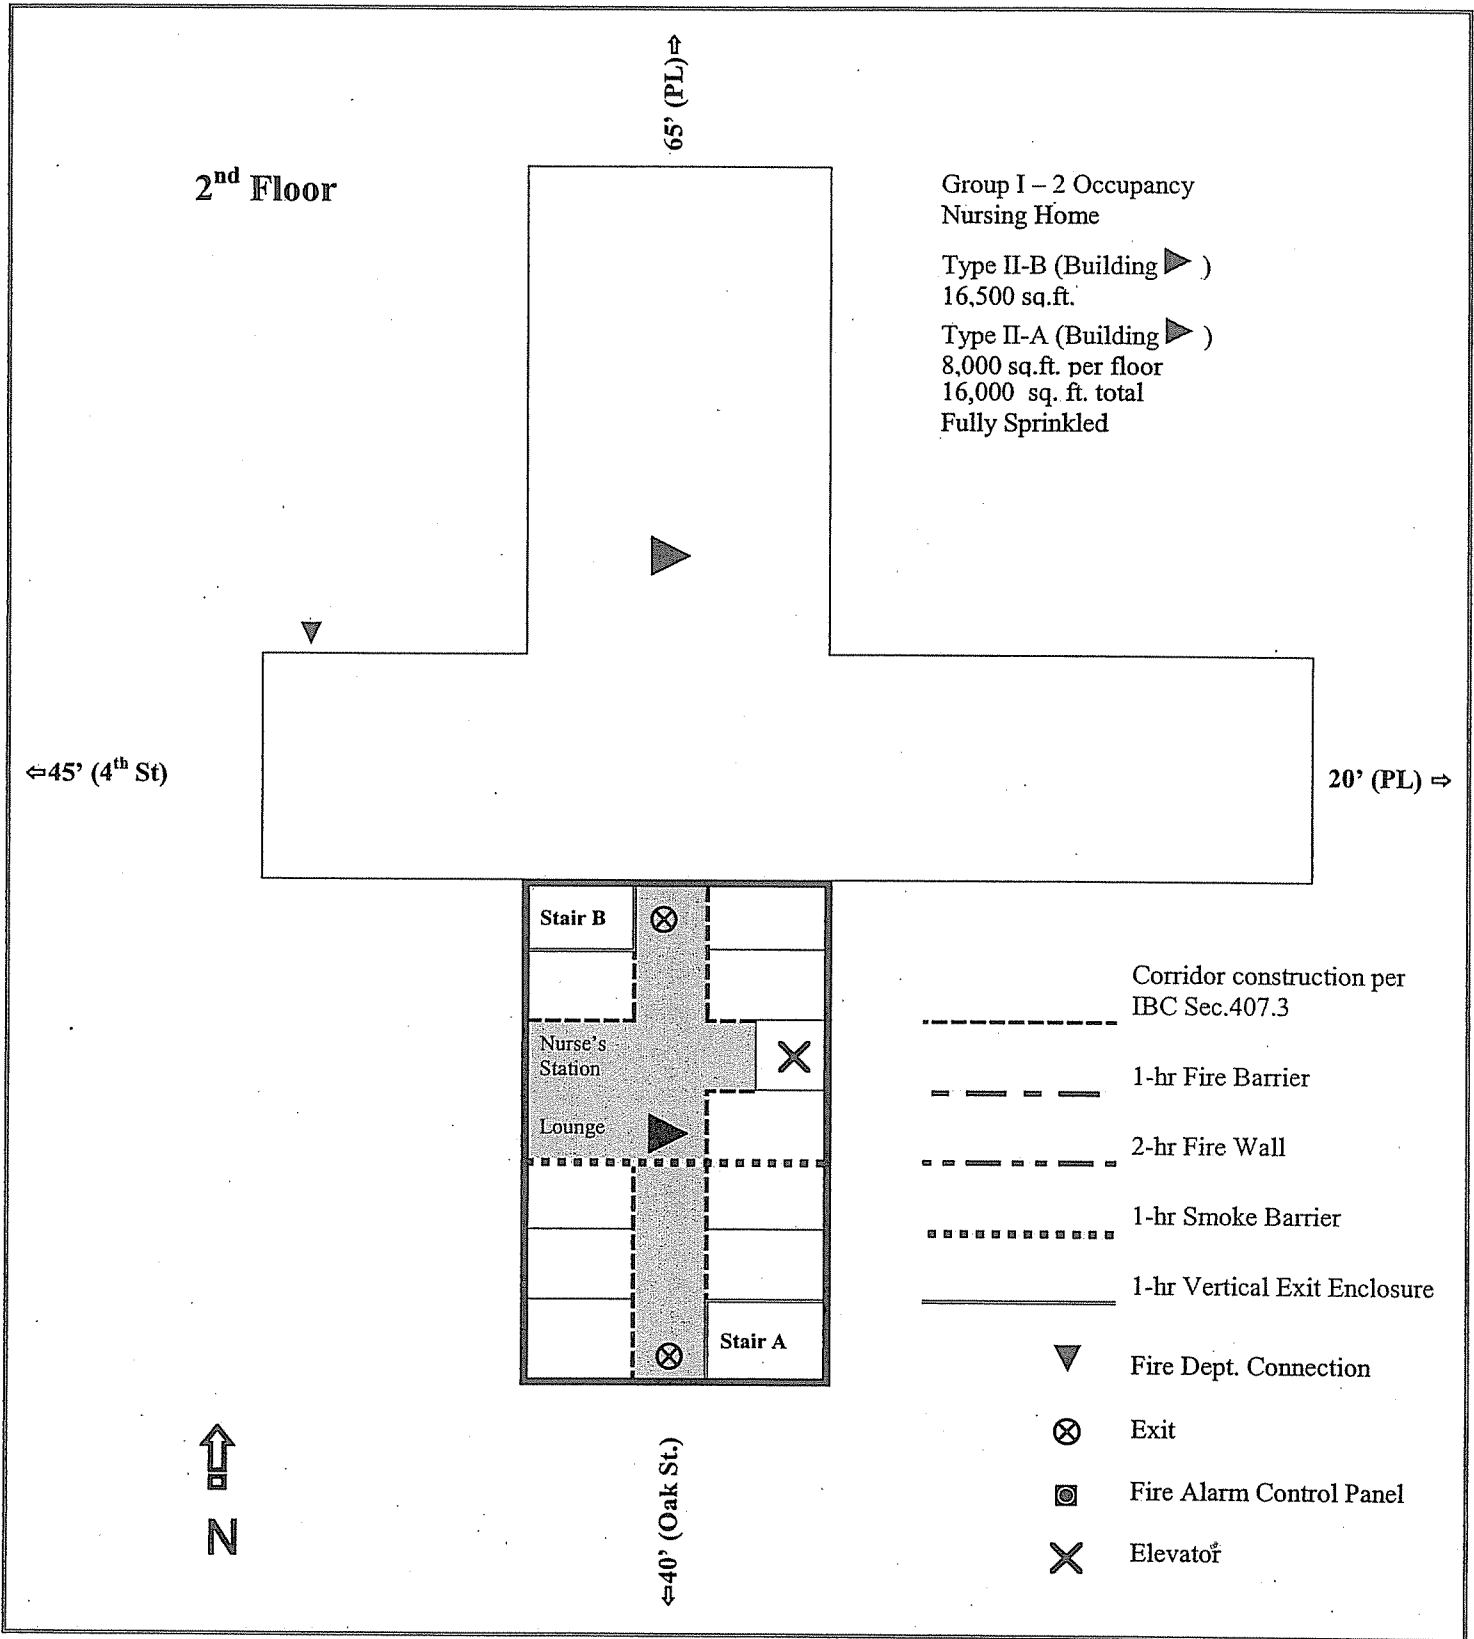 65’ (PL)⇨
2nd Floor
Group I – 2 Occupancy
Nursing Home
Type II-B (Building )
16,500 sq.ft.
Type II-A (Building )
8,000 sq.ft. per floor
16,000 sq. ft. total
Fully Sprinkled
⇦45’ (4th St)
20’ (PL) ⇨
Stair B
Nurse’s
Station
Lounge
Stair A
Corridor construction per
IBC Sec.407.3
1-hr Fire Barrier
2-hr Fire Wall
1-hr Smoke Barrier
1-hr Vertical Exit Enclosure
Fire Dept. Connection
Exit
Fire Alarm Control Panel
Elevator
N
⇦40’ (Oak St.)